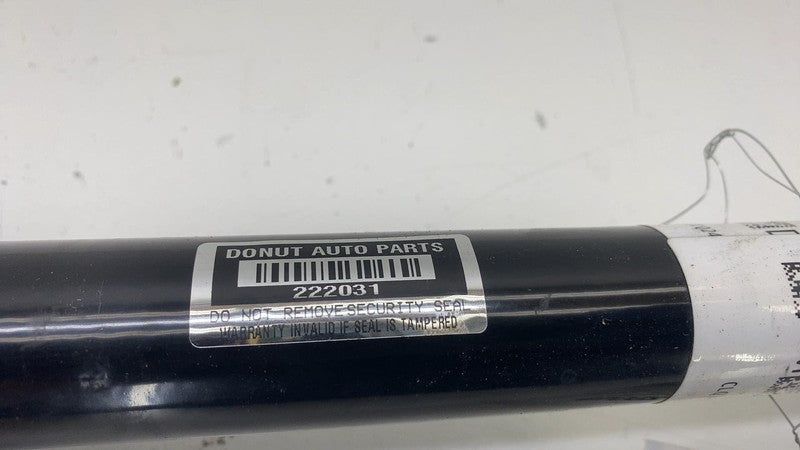 DONUT AUTO PARTS
222031
DO NOT REMOVE SECURITY SEAL
WARRANTY INVALID IF SEAL IS TAMPERED